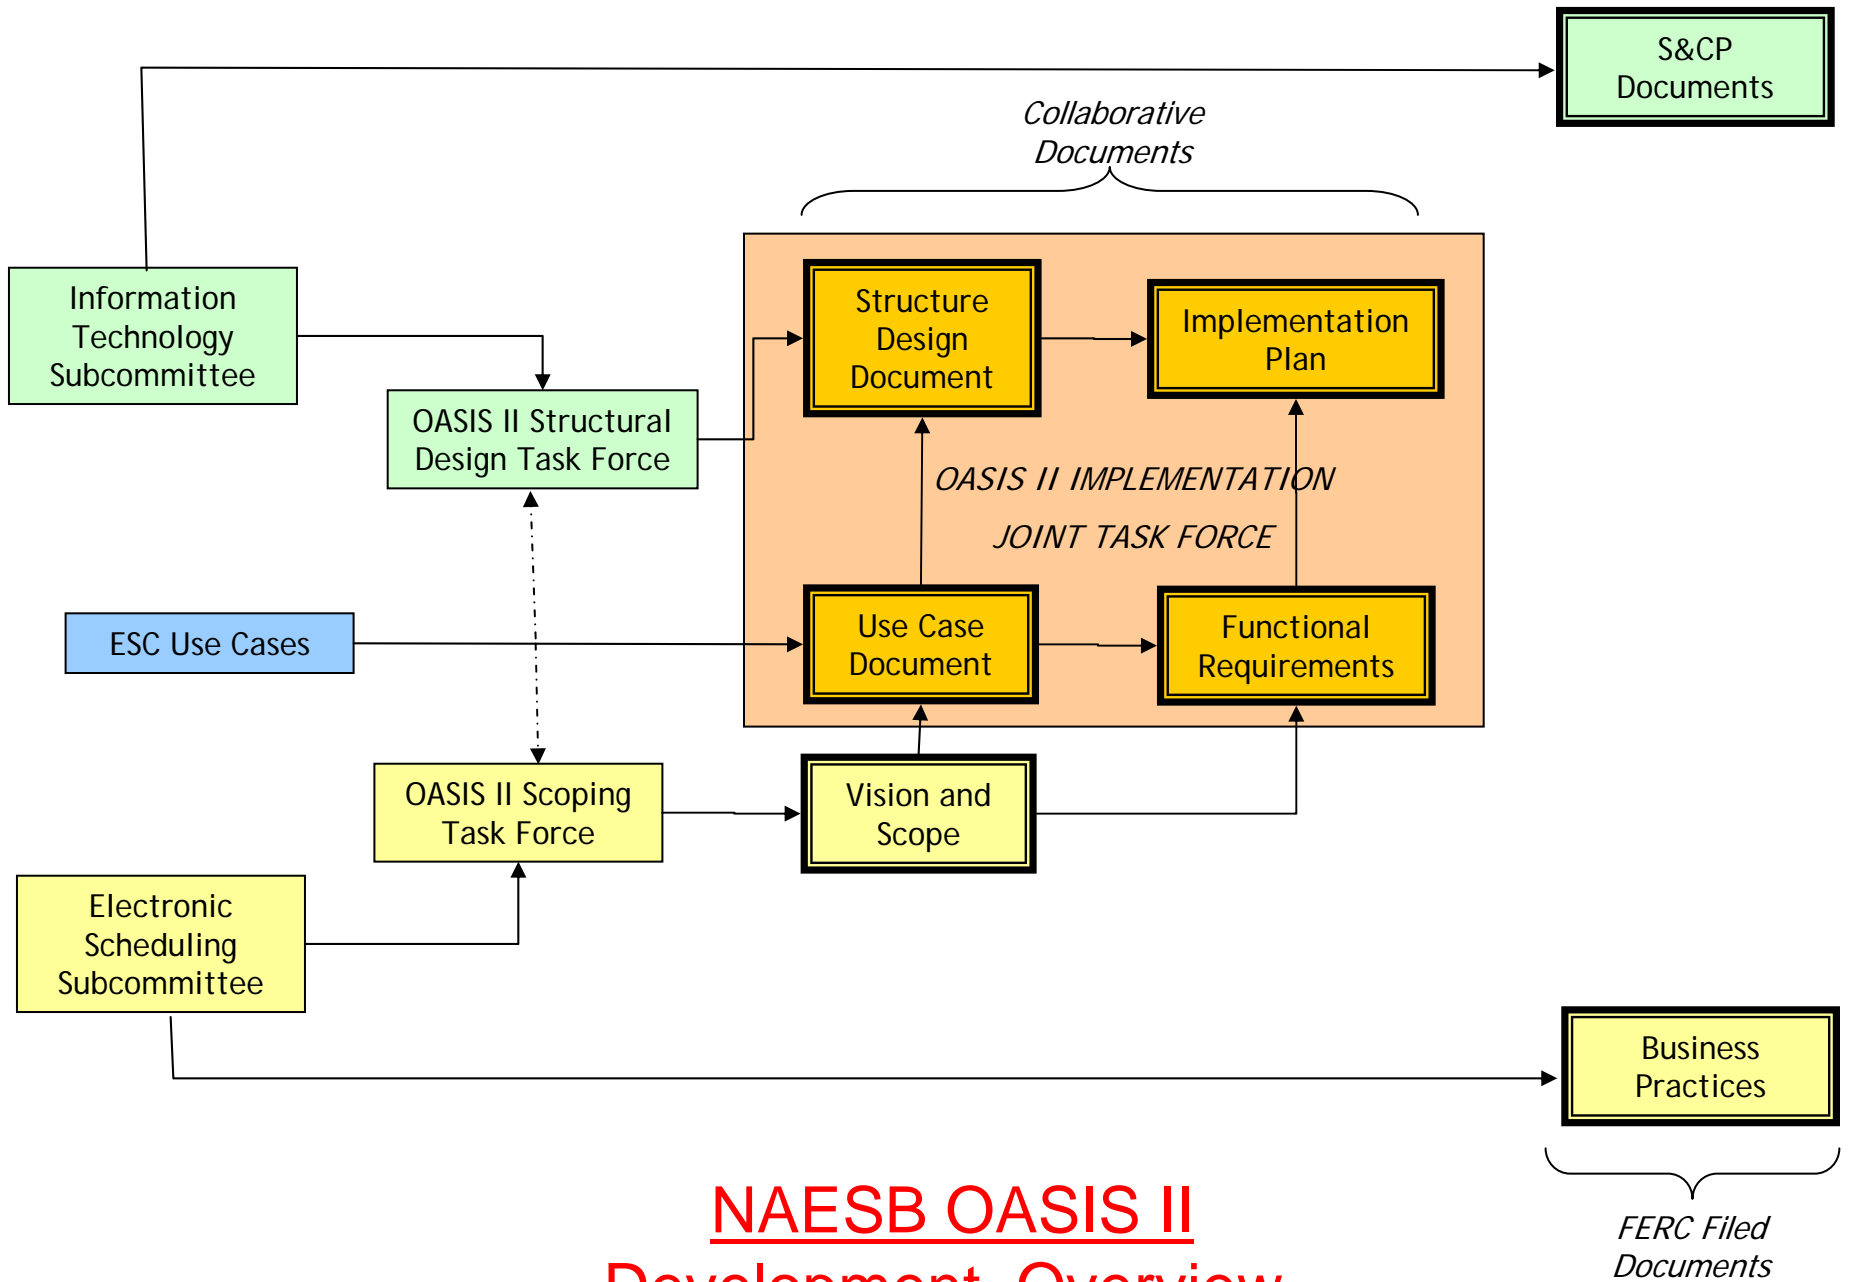 S&CP
Documents
Collaborative
Documents
Information
Technology
Subcommittee
Structure
Design
Document
Implementation
Plan
OASIS II Structural
Design Task Force
OASIS II IMPLEMENTATION
JOINT TASK FORCE
ESC Use Cases
Use Case
Document
Functional
Requirements
OASIS II Scoping
Task Force
Vision and
Scope
Electronic
Scheduling
Subcommittee
Business
Practices
NAESB OASIS II
Development Overview
FERC Filed
Documents